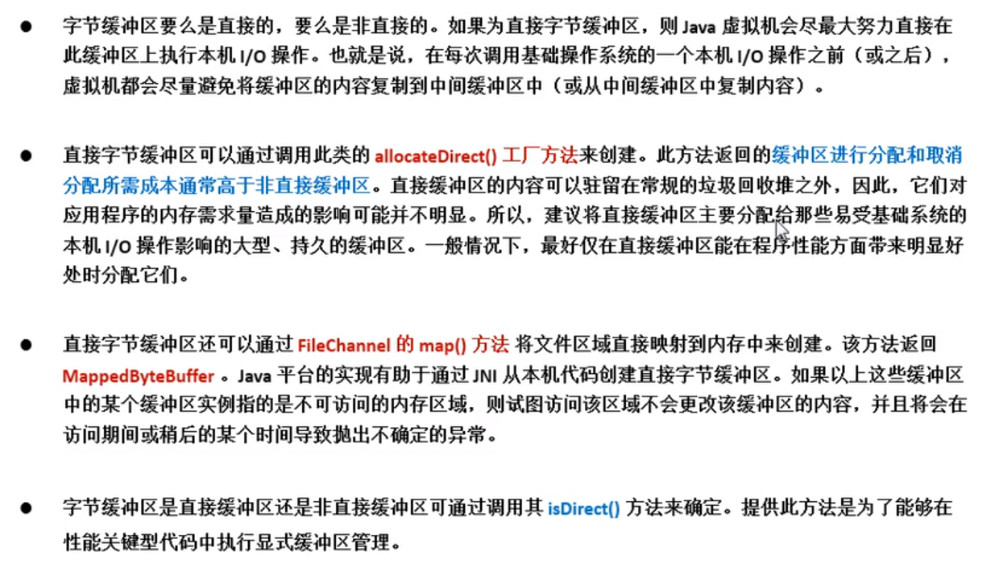 ● 字节缓冲区要么是直接的，要么是非直接的。如果为直接字节缓冲区，则 Java 虚拟机会尽最大努力直接在
此缓冲区上执行本机 I/O 操作。也就是说，在每次调用基础操作系统的一个本机 I/O 操作之前（或之后），
虚拟机都会尽量避免将缓冲区的内容复制到中间缓冲区中（或从中间缓冲区中复制内容）。
● 直接字节缓冲区可以通过调用此类的 allocateDirect() 工厂方法来创建。此方法返回的缓冲区进行分配和取消
分配所需成本通常高于非直接缓冲区。直接缓冲区的内容可以驻留在常规的垃圾回收堆之外，因此，它们对
应用程序的内存需求量造成的影响可能并不明显。所以，建议将直接缓冲区主要分配给那些易受基础系统的
本机 I/O 操作影响的大型、持久的缓冲区。一般情况下，最好仅在直接缓冲区能在程序性能方面带来明显好
处时分配它们。
● 直接字节缓冲区还可以通过 FileChannel 的 map() 方法 将文件区域直接映射到内存中来创建。该方法返回
MappedByteBuffer 。Java 平台的实现有助于通过 JNI 从本机代码创建直接字节缓冲区。如果以上这些缓冲区
中的某个缓冲区实例指的是不可访问的内存区域，则试图访问该区域不会更改该缓冲区的内容，并且将会在
访问期间或稍后的某个时间导致抛出不确定的异常。
● 字节缓冲区是直接缓冲区还是非直接缓冲区可通过调用其 isDirect() 方法来确定。提供此方法是为了能够在
性能关键型代码中执行显式缓冲区管理。